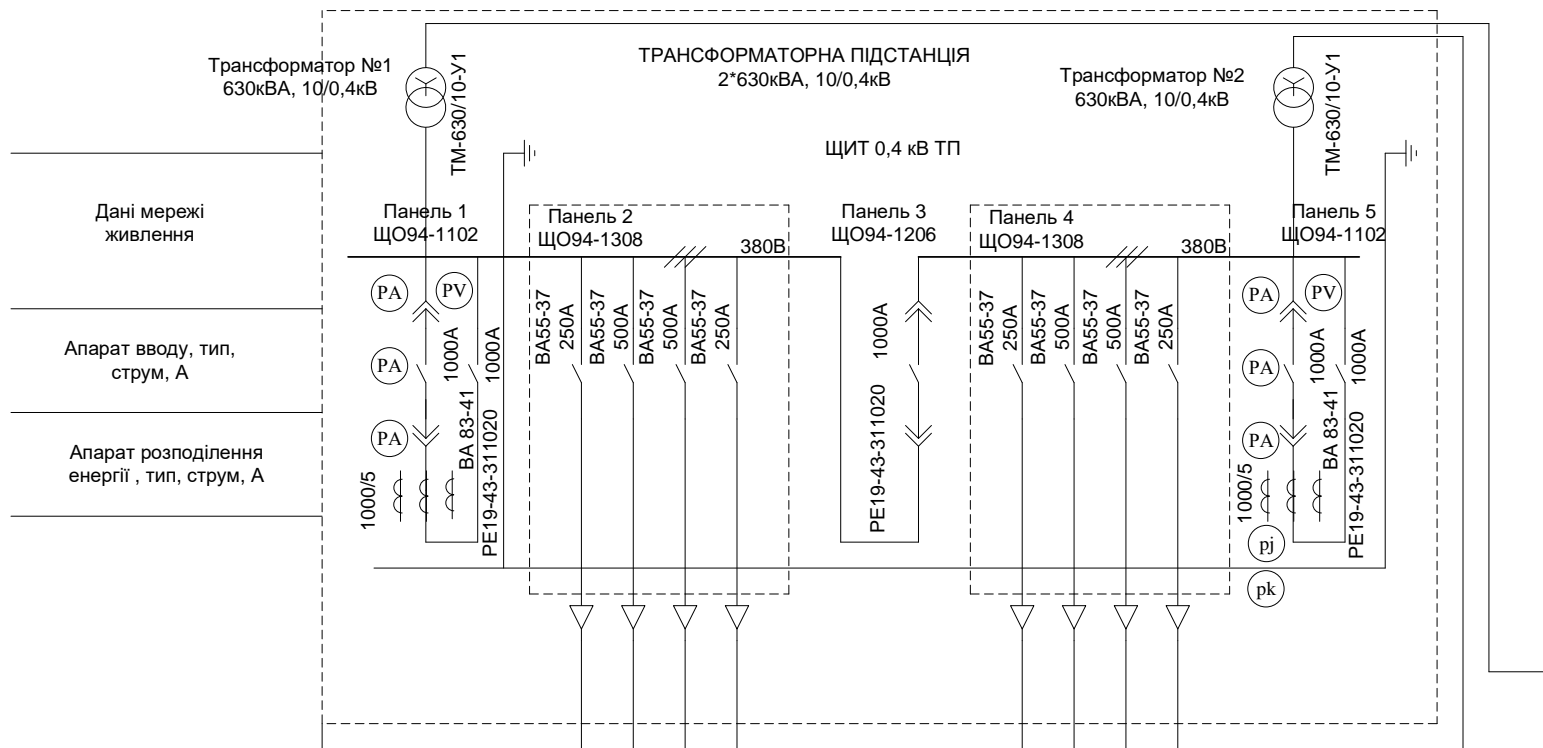 ТРАНСФОРМАТОРНА ПІДСТАНЦІЯ
2*630кВА, 10/0,4кВ
Трансформатор №1
630кВА, 10/0,4кВ
ТМ-630/10-У1
Трансформатор №2
630кВА, 10/0,4кВ
ТМ-630/10-У1
ЩИТ 0,4 кВ ТП
Дані мережі
живлення
Апарат вводу, тип,
струм, А
Апарат розподілення
енергії , тип, струм, А
Панель 1
ЩО94-1102
Панель 2
ЩО94-1308
380В
Панель 3
ЩО94-1206
Панель 4
ЩО94-1308
380В
Панель 5
ЩО94-1102
PA
PV
PA
PA
1000/5
ВА 83-41
1000А
РЕ19-43-311020
1000А
ВА55-37
250А
ВА55-37
500А
ВА55-37
500А
ВА55-37
250А
РЕ19-43-311020
1000А
ВА55-37
250А
ВА55-37
500А
ВА55-37
500А
ВА55-37
250А
PA
PV
PA
PA
1000/5
ВА 83-41
1000А
РЕ19-43-311020
1000А
pj
pk